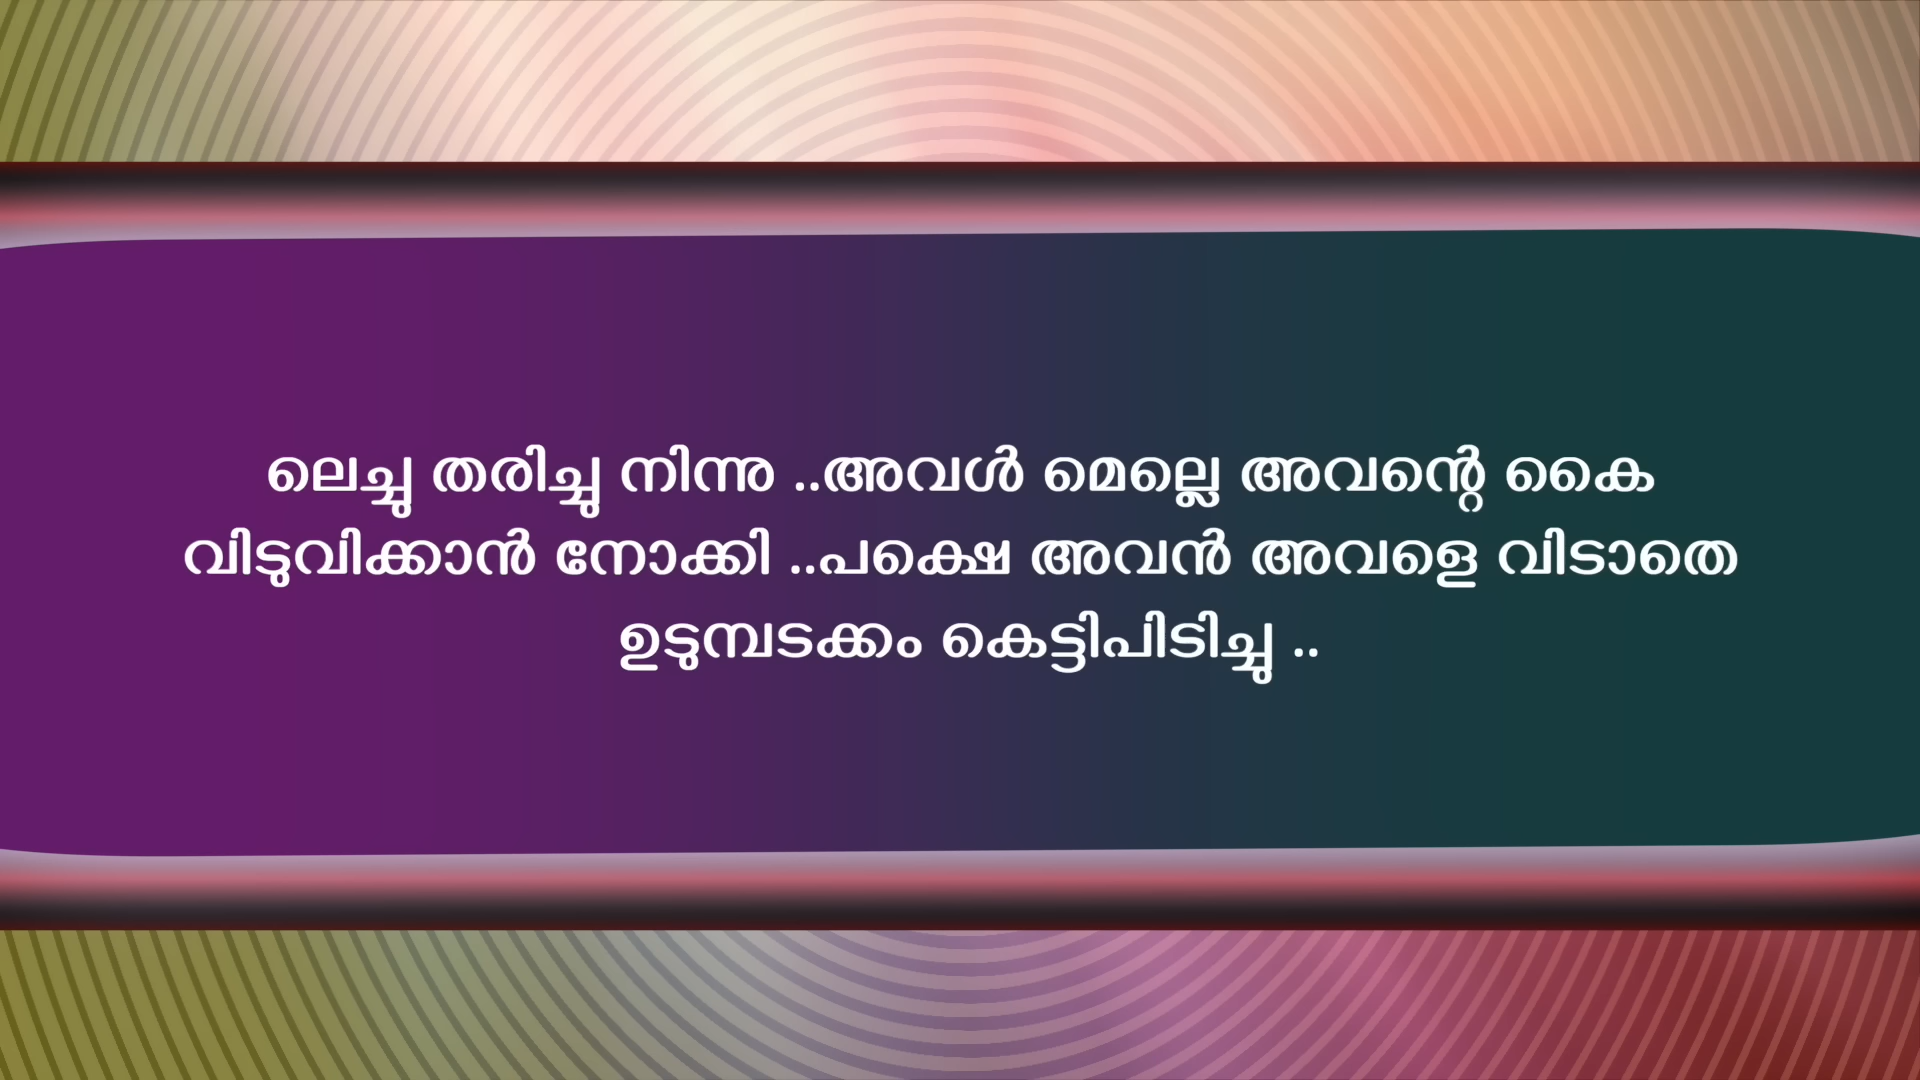 ലെച്ചു തരിച്ചു നിന്നു ..അവൾ മെല്ലെ അവന്റെ കൈ
വിടുവിക്കാൻ നോക്കി ..പക്ഷെ അവൻ അവളെ വിടാതെ
ഉടുമ്പടക്കം കെട്ടിപിടിച്ചു ..